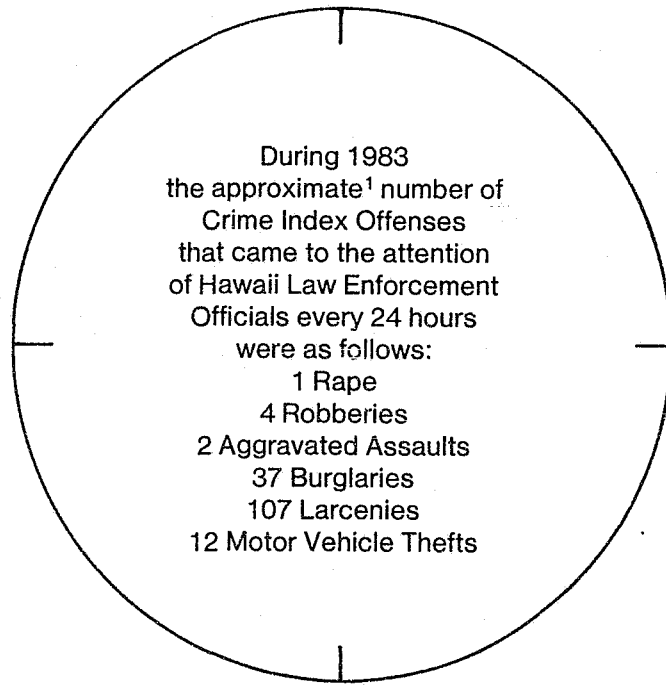 During 1983
the approximate¹ number of
Crime Index Offenses
that came to the attention
of Hawaii Law Enforcement
Officials every 24 hours
were as follows:
1 Rape
4 Robberies
2 Aggravated Assaults
37 Burglaries
107 Larcenies
12 Motor Vehicle Thefts